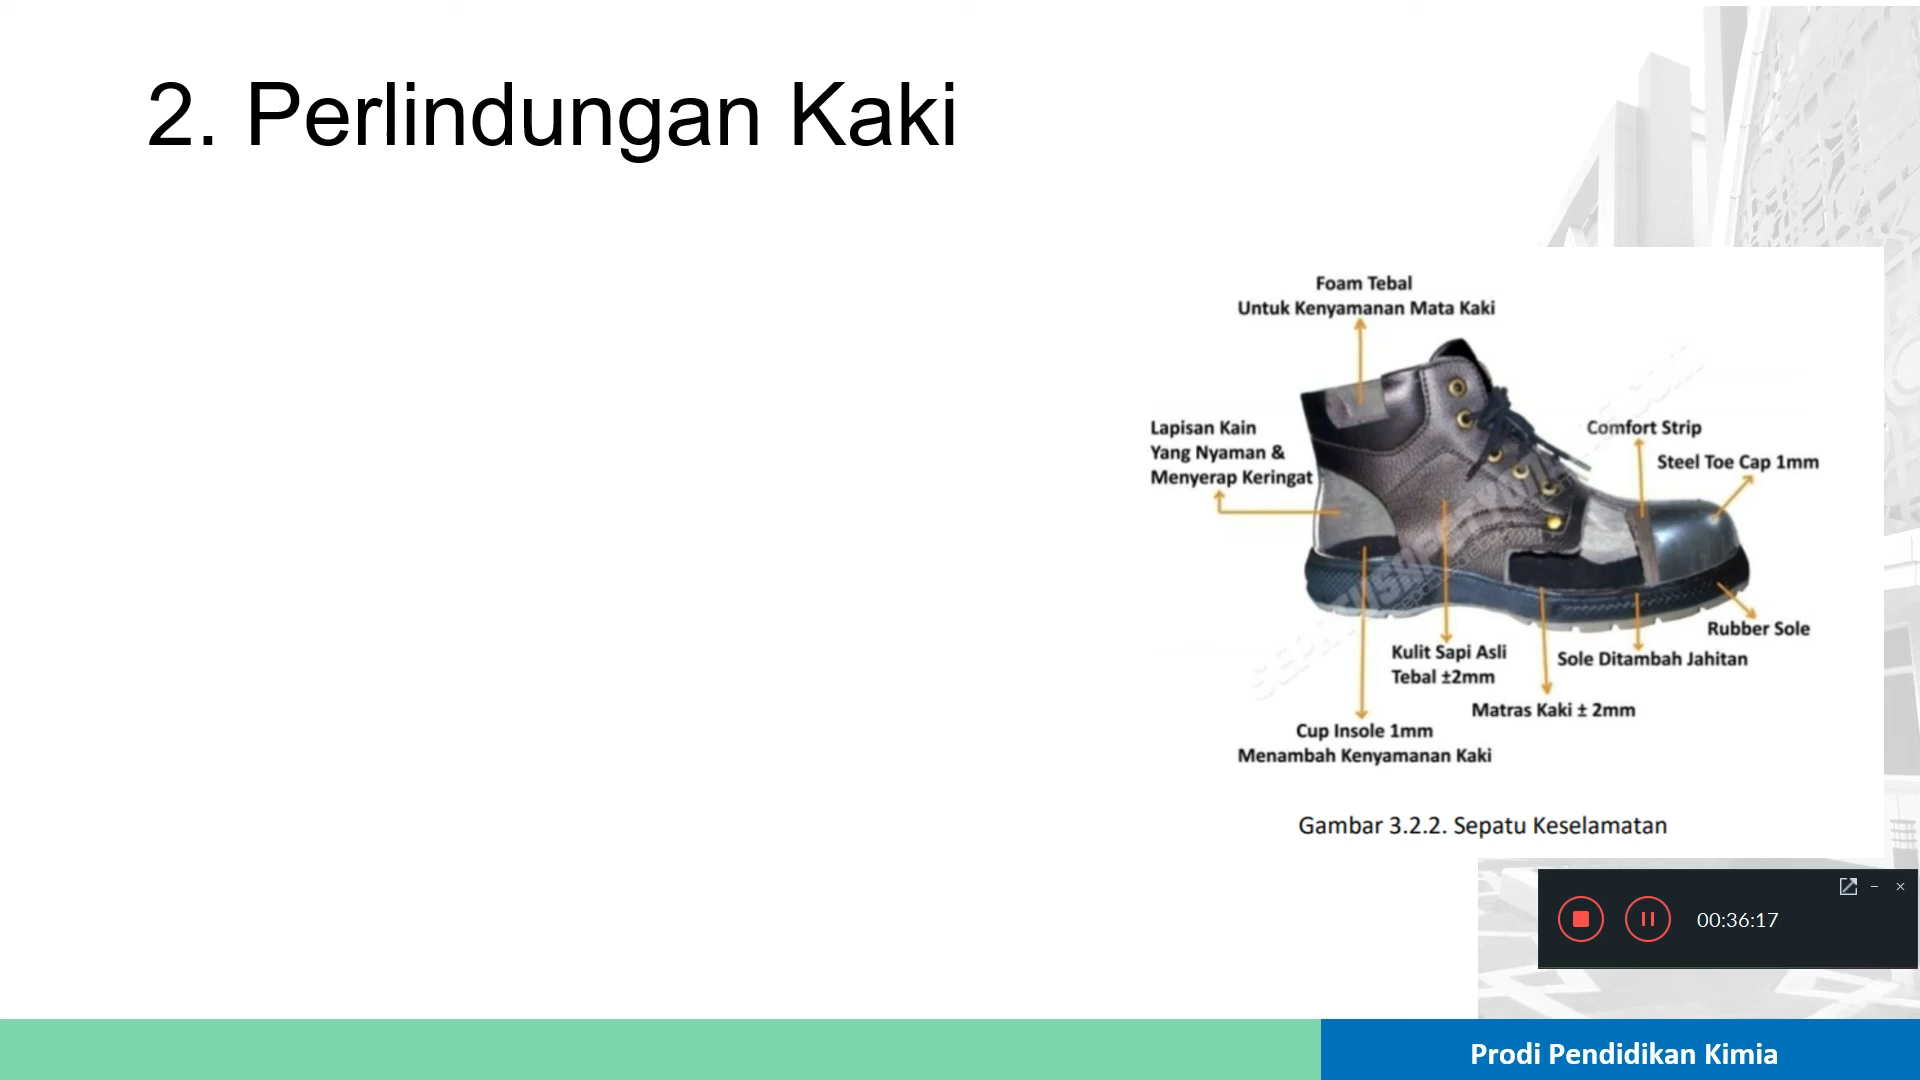 2. Perlindungan Kaki
Foam Tebal
Untuk Kenyamanan Mata Kaki
Lapisan Kain
Yang Nyaman &
Menyerap Keringat
Comfort Strip
Steel Toe Cap 1mm
Rubber Sole
Kulit Sapi Asli
Tebal ±2mm
Sole Ditambah Jahitan
Matras Kaki ± 2mm
Cup Insole 1mm
Menambah Kenyamanan Kaki
Gambar 3.2.2. Sepatu Keselamatan
00:36:17
Prodi Pendidikan Kimia